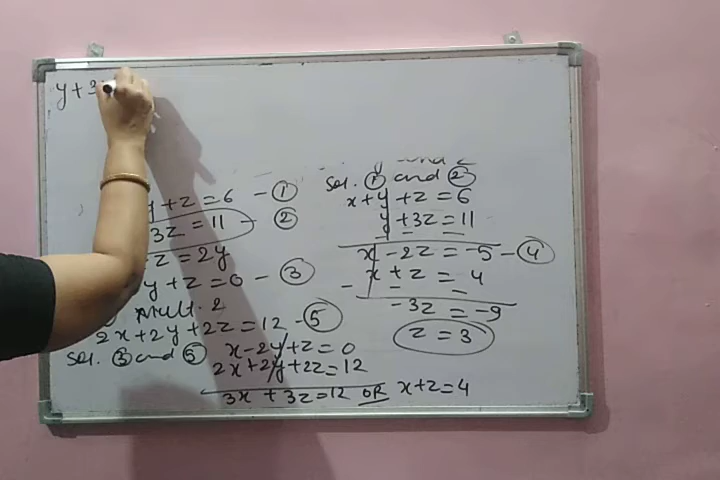 y + 3
y + z = 6 - ①
3z = 11 - ②
z = 2y
y + z = 0 - ③
Mult. 2
2x + 2y + 2z = 12 - ⑤
Sol. ③ and ⑤
x - 2y + z = 0
2x + 2y + 2z = 12
3x + 3z = 12 OR x + z = 4
Sol. ① and ②
x + y + z = 6
y + 3z = 11
- - -
x - 2z = -5 - ④
x + z = 4
- - -
-3z = -9
z = 3